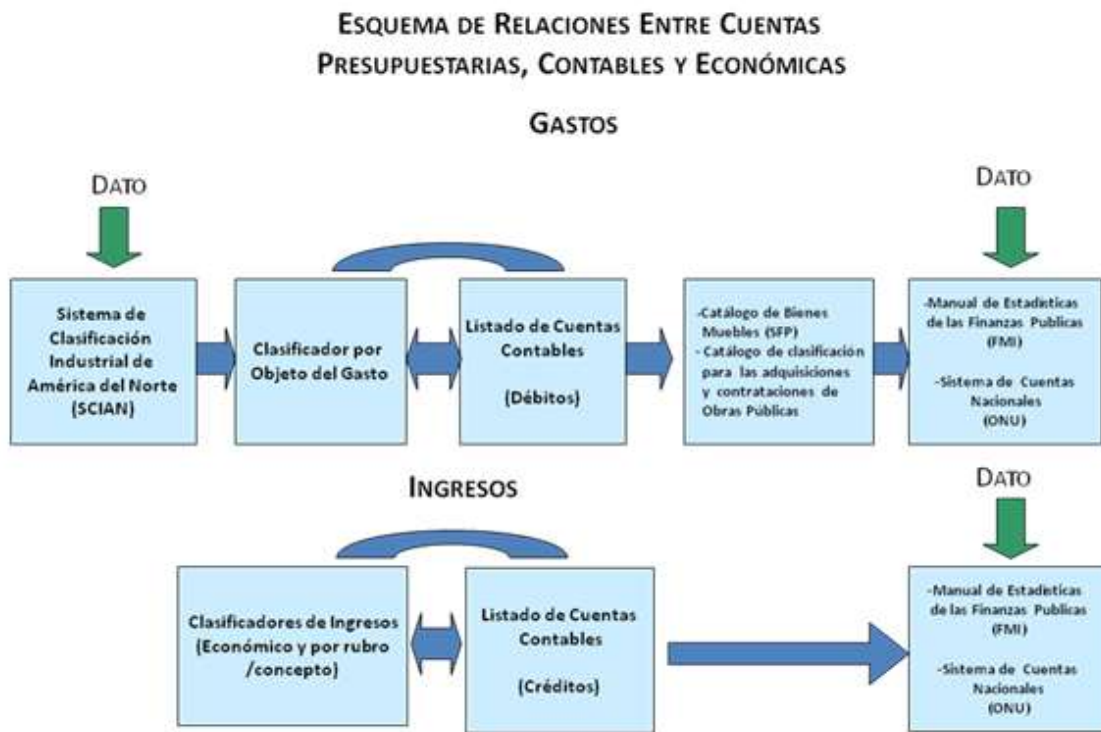 ESQUEMA DE RELACIONES ENTRE CUENTAS
PRESUPUESTARIAS, CONTABLES Y ECONÓMICAS
GASTOS
DATO
DATO
Sistema de
Clasificación
Industrial de
América del Norte
(SCIAN)
Clasificador por
Objeto del Gasto
Listado de Cuentas
Contables
(Débitos)
-Catálogo de Bienes
Muebles (SFP)
- Catálogo de clasificación
para las adquisiciones
y contrataciones de
Obras Públicas
-Manual de Estadísticas
de las Finanzas Publicas
(FMI)
-Sistema de Cuentas
Nacionales
(ONU)
INGRESOS
DATO
Clasificadores de Ingresos
(Económico y por rubro
/concepto)
Listado de Cuentas
Contables
(Créditos)
-Manual de Estadísticas
de las Finanzas Publicas
(FMI)
-Sistema de Cuentas
Nacionales
(ONU)